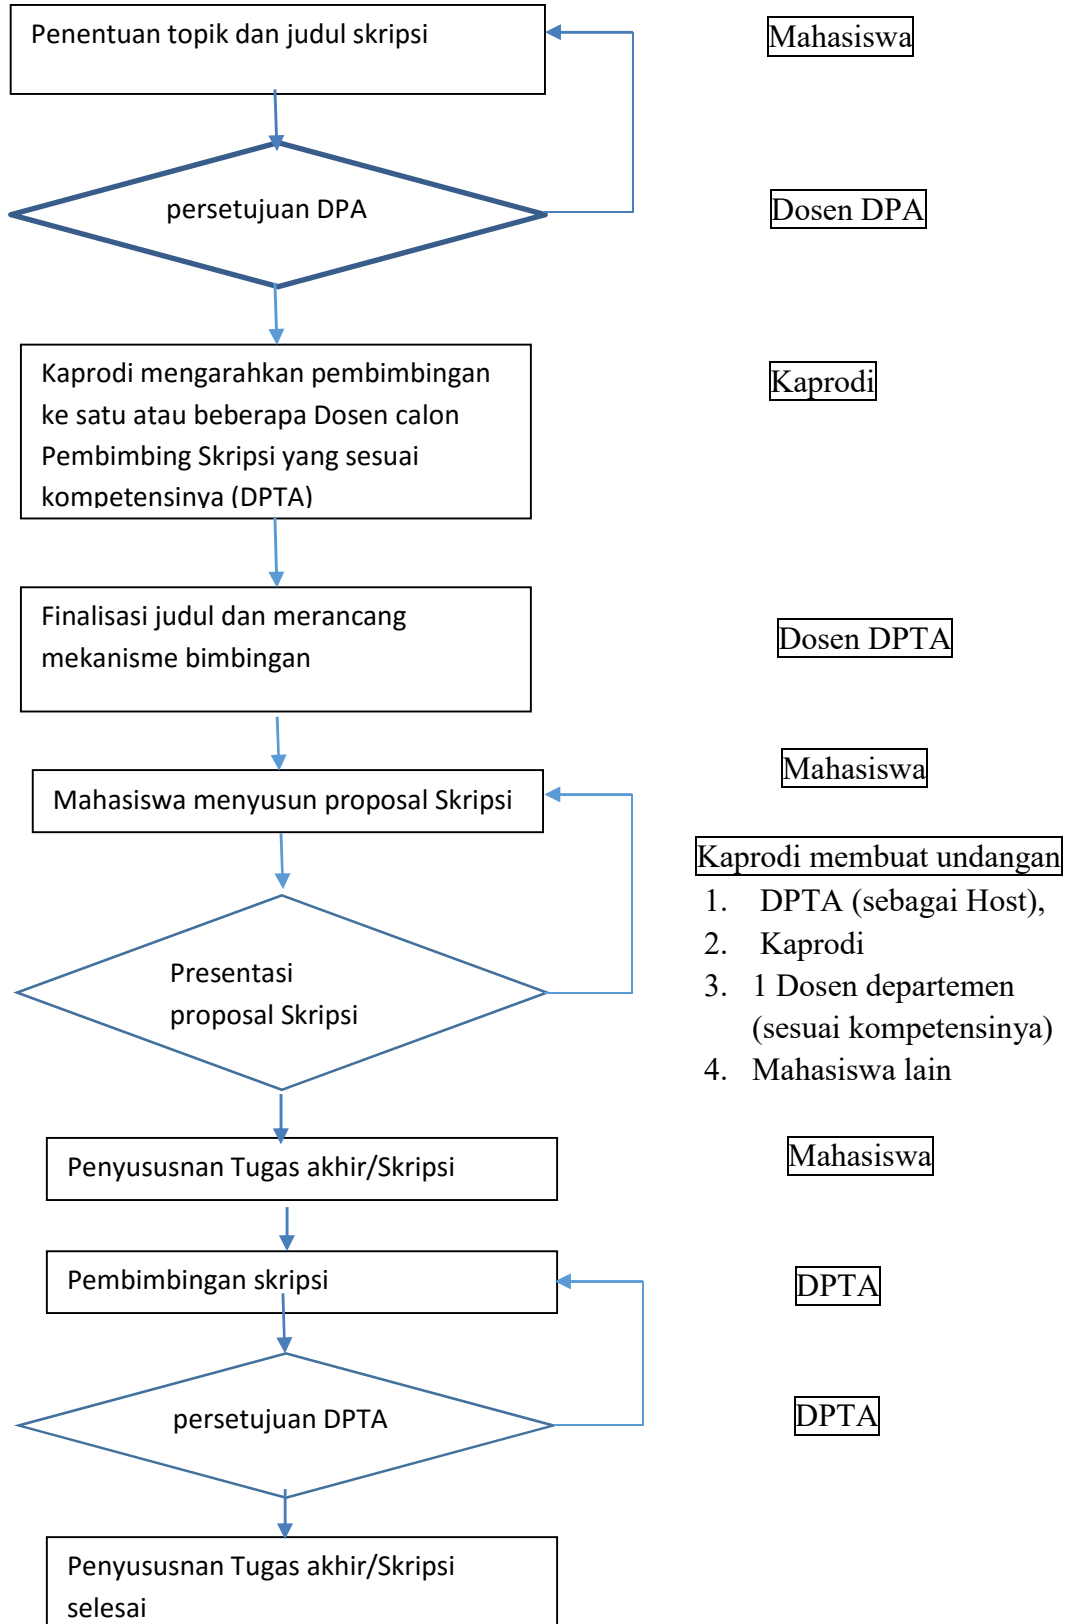 Penentuan topik dan judul skripsi
Mahasiswa
persetujuan DPA
Dosen DPA
Kaprodi mengarahkan pembimbingan
ke satu atau beberapa Dosen calon
Pembimbing Skripsi yang sesuai
kompetensinya (DPTA)
Kaprodi
Finalisasi judul dan merancang
mekanisme bimbingan
Dosen DPTA
Mahasiswa menyusun proposal Skripsi
Mahasiswa
Presentasi
proposal Skripsi
Kaprodi membuat undangan
1. DPTA (sebagai Host),
2. Kaprodi
3. 1 Dosen departemen
(sesuai kompetensinya)
4. Mahasiswa lain
Penyususnan Tugas akhir/Skripsi
Mahasiswa
Pembimbingan skripsi
DPTA
persetujuan DPTA
DPTA
Penyususnan Tugas akhir/Skripsi
selesai